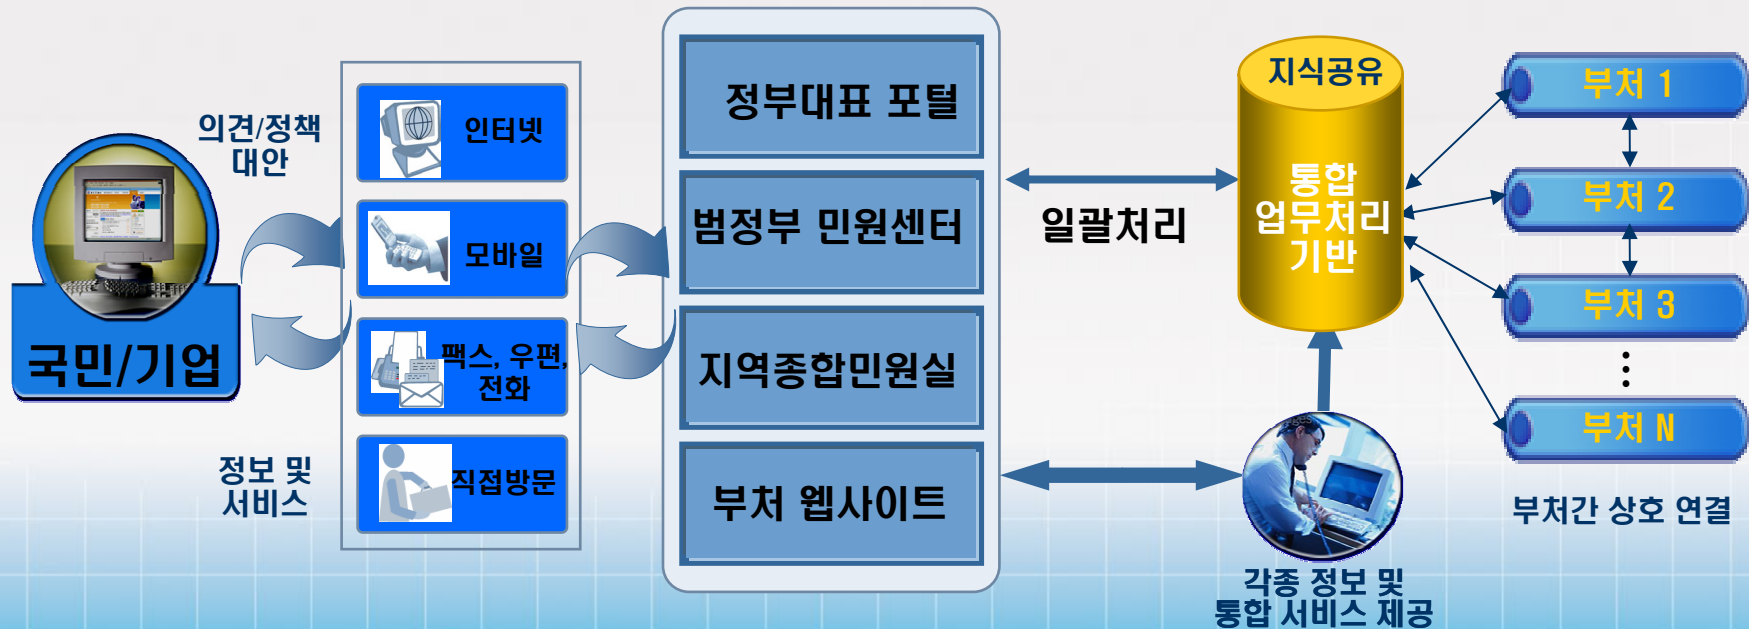 의견/정책
대안
국민/기업
정보 및
서비스
인터넷
모바일
팩스, 우편,
전화
직접방문
정부대표 포털
범정부 민원센터
지역종합민원실
부처 웹사이트
일괄처리
지식공유
통합
업무처리
기반
각종 정보 및
통합 서비스 제공
부처 1
부처 2
부처 3
⋮
부처 N
부처간 상호 연결